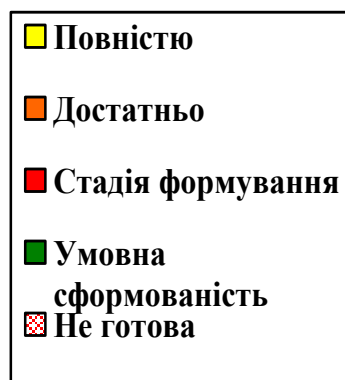 Повністю
Достатньо
Стадія формування
Умовна
сформованість
Не готова